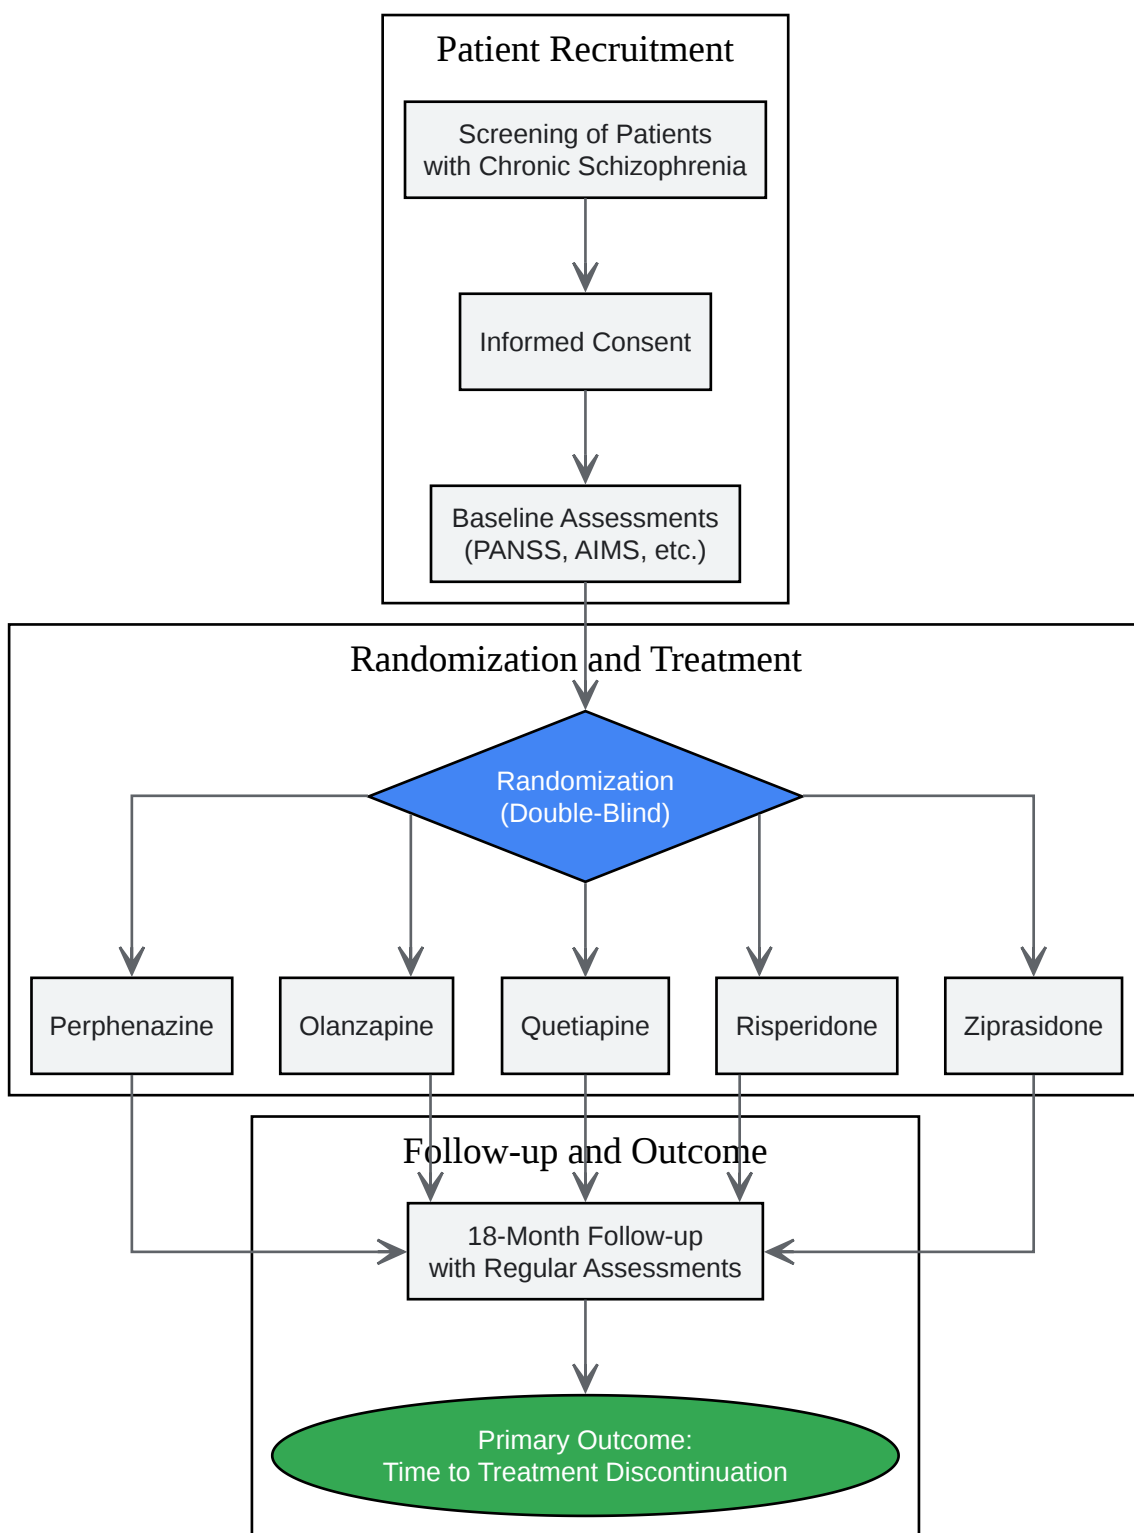 Patient Recruitment
Screening of Patients
with Chronic Schizophrenia
Informed Consent
Baseline Assessments
(PANSS, AIMS, etc.)
Randomization and Treatment
Randomization
(Double-Blind)
Perphenazine
Olanzapine
Quetiapine
Risperidone
Ziprasidone
Follow-up and Outcome
18-Month Follow-up
with Regular Assessments
Primary Outcome:
Time to Treatment Discontinuation